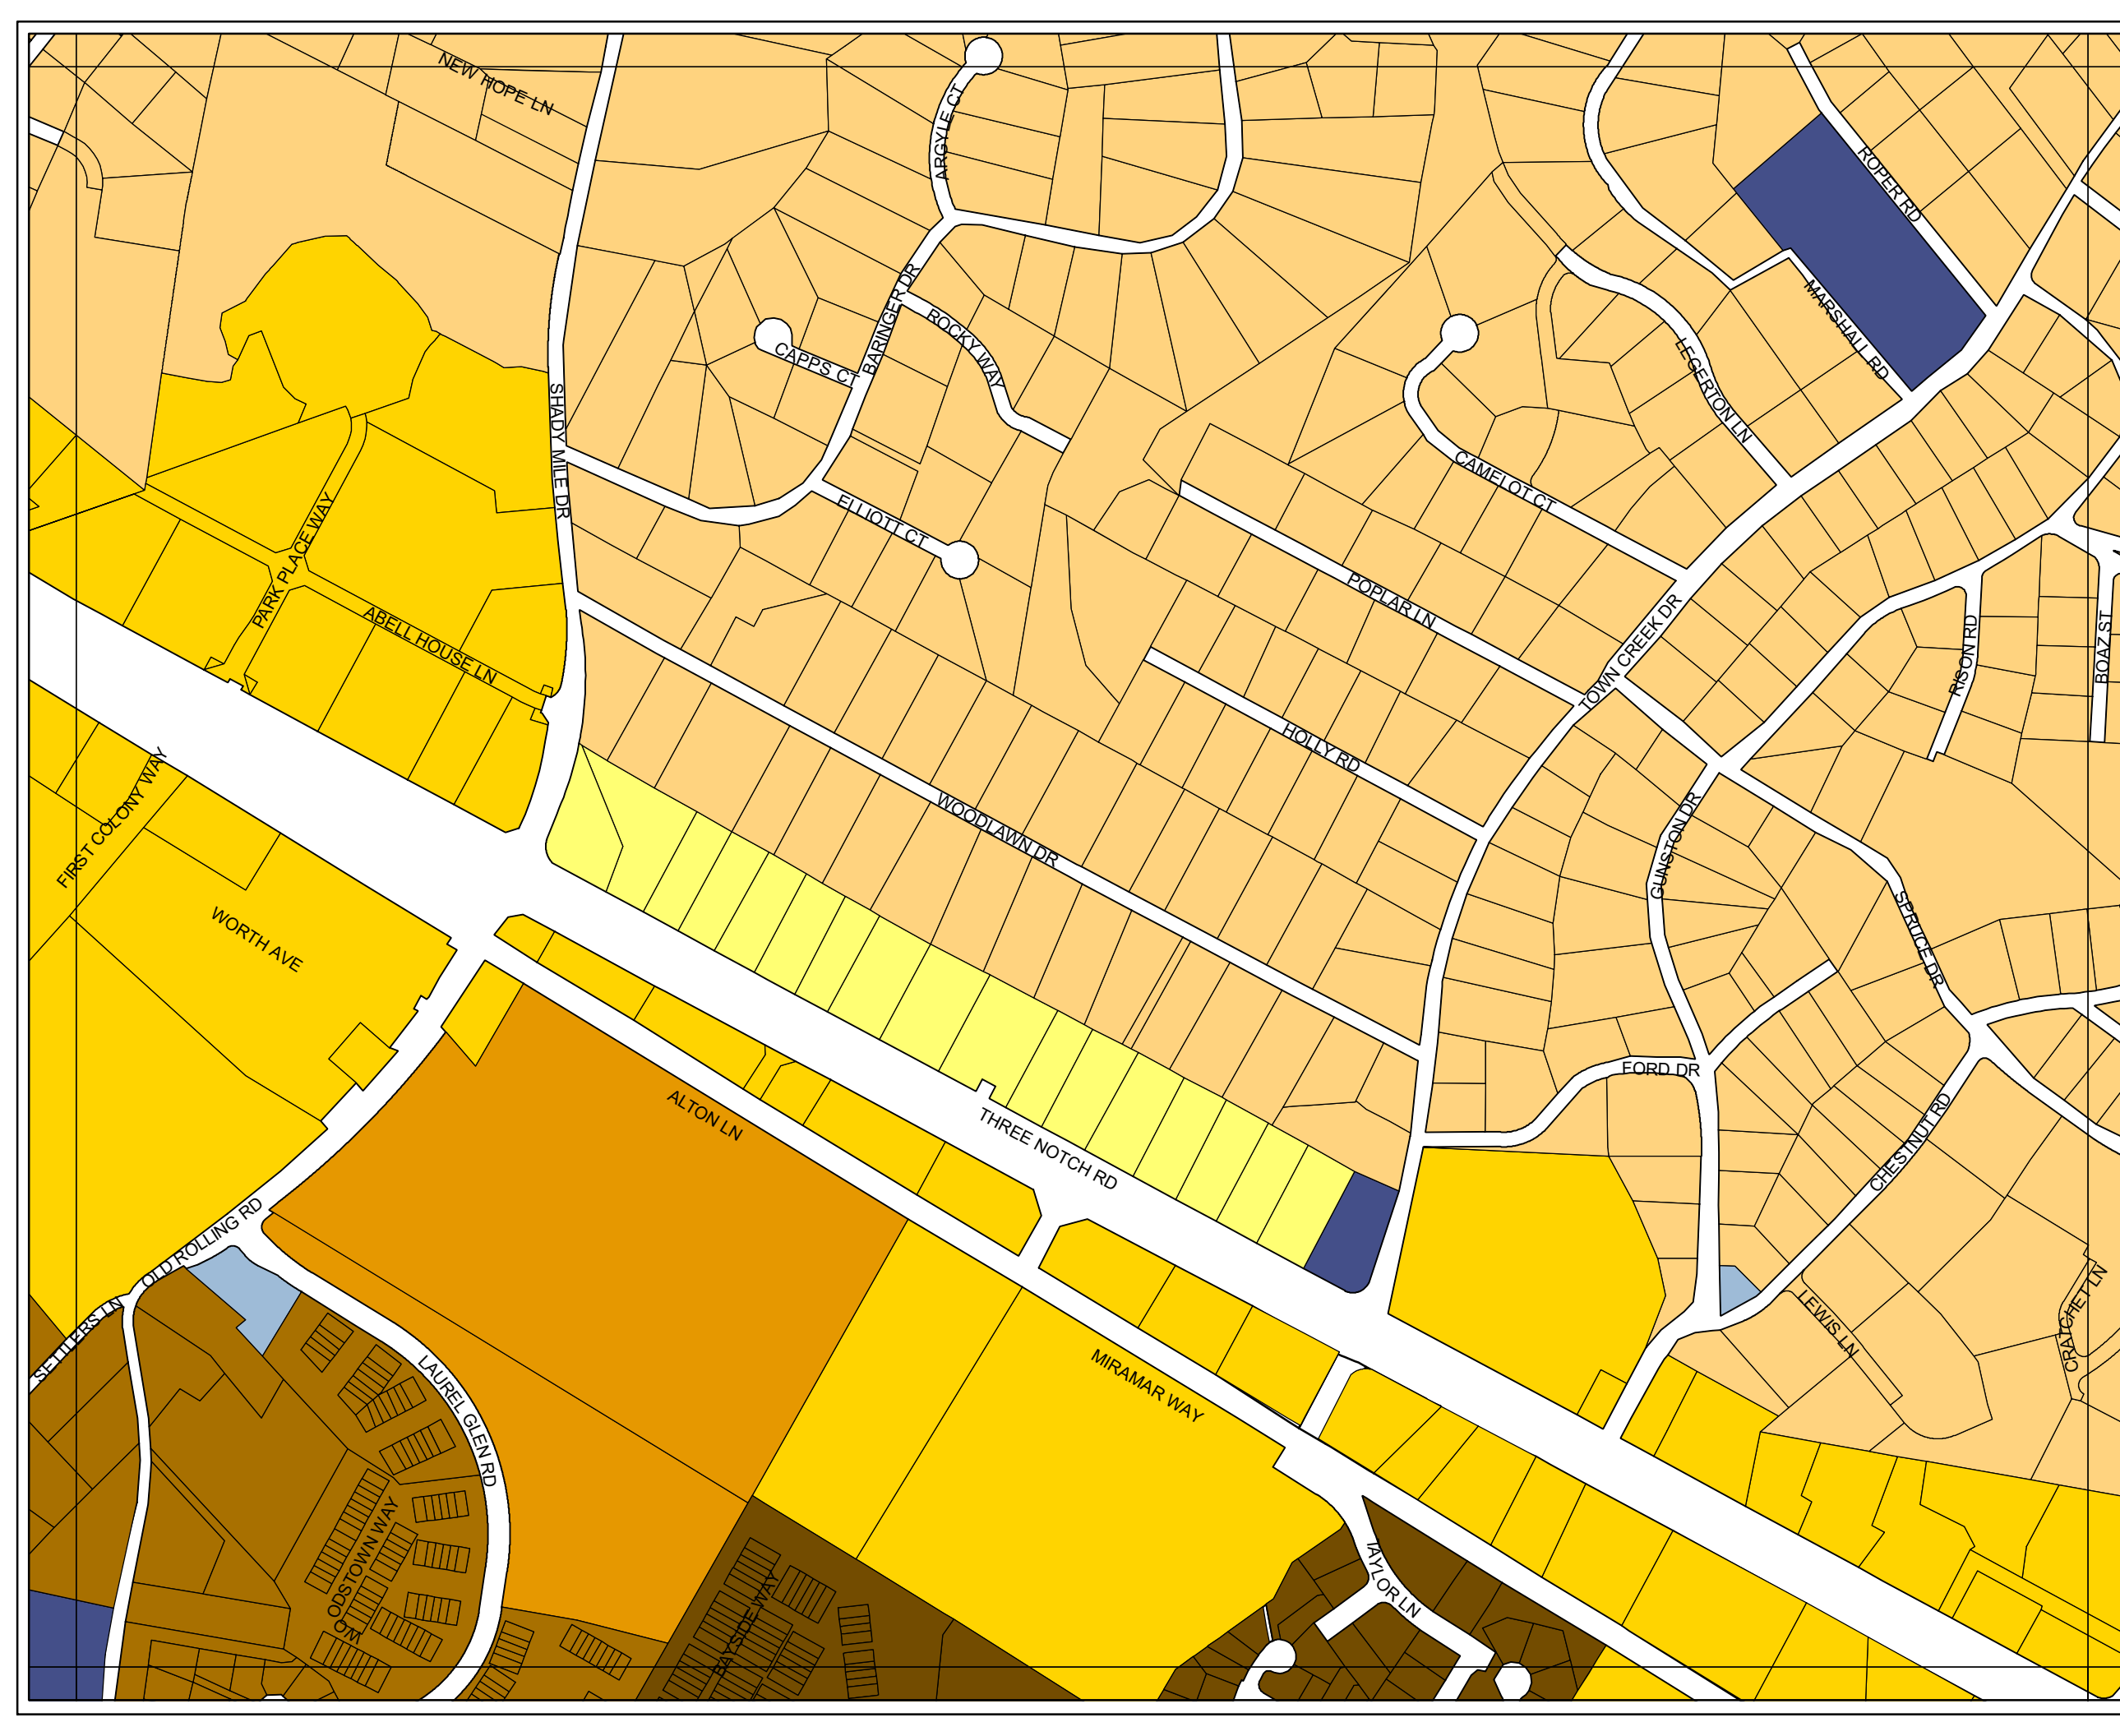 NEW HOPE LN
ARGYLE CT
ROPER RD
BARINGER DR
ROCKY WAY
CAPPS CT
MARSHALL RD
LEGERTON LN
SHADY MILE DR
CAMELOT CT
ELLIOTT CT
PARK PLACE WAY
ABELL HOUSE LN
POPLAR LN
TOWN CREEK DR
RISON RD
BOAZ ST
HOLLY RD
FIRST COLONY WAY
WOODLAWN DR
GUNSTON DR
WORTH AVE
SPRUCE DR
FORD DR
ALTON LN
THREE NOTCH RD
CHESTNUT RD
OLD ROLLING RD
SETTLERS LN
LEWIS LN
CRATCHET LN
LAUREL GLEN RD
MIRAMAR WAY
WOODSTOWN WAY
BAYSIDE WAY
TAYLOR LN